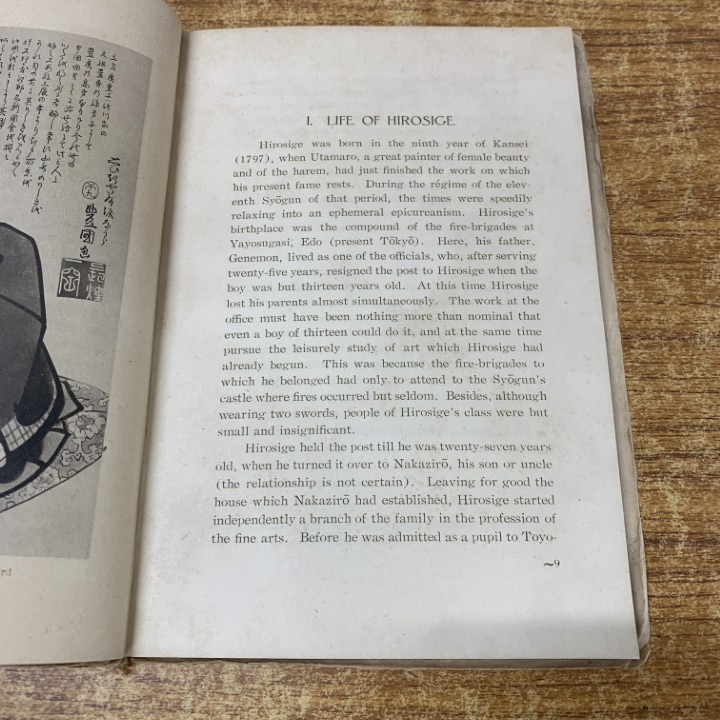 豊國画
I. LIFE OF HIROSIGE
Hirosige was born in the ninth year of Kansei
(1797), when Utamaro, a great painter of female beauty
and of the harem, had just finished the work on which
his present fame rests. During the régime of the elev-
enth Syōgun of that period, the times were speedily
relaxing into an ephemeral epicureanism. Hirosige's
birthplace was the compound of the fire-brigades at
Yayosugasi, Edo (present Tōkyō). Here, his father,
Genemon, lived as one of the officials, who, after serving
twenty-five years, resigned the post to Hirosige when the
boy was but thirteen years old. At this time Hirosige
lost his parents almost simultaneously. The work at the
office must have been nothing more than nominal that
even a boy of thirteen could do it, and at the same time
pursue the leisurely study of art which Hirosige had
already begun. This was because the fire-brigades to
which he belonged had only to attend to the Syōgun's
castle where fires occurred but seldom. Besides, although
wearing two swords, people of Hirosige's class were but
small and insignificant.
Hirosige held the post till he was twenty-seven years
old, when he turned it over to Nakazirō, his son or uncle
(the relationship is not certain). Leaving for good the
house which Nakazirō had established, Hirosige started
independently a branch of the family in the profession of
the fine arts. Before he was admitted as a pupil to Toyo-
~9